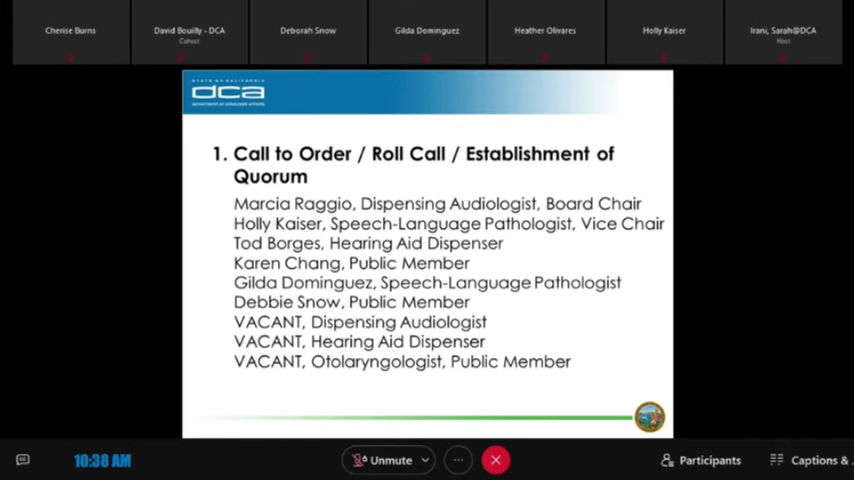 Cherise Burns
David Bouilly - DCA
Cohost
Deborah Snow
Gilda Dominguez
Heather Olivares
Holly Kaiser
Irani, Sarah@DCA
Host
STATE OF CALIFORNIA
dca
DEPARTMENT OF CONSUMER AFFAIRS
1. Call to Order / Roll Call / Establishment of
Quorum
Marcia Raggio, Dispensing Audiologist, Board Chair
Holly Kaiser, Speech-Language Pathologist, Vice Chair
Tod Borges, Hearing Aid Dispenser
Karen Chang, Public Member
Gilda Dominguez, Speech-Language Pathologist
Debbie Snow, Public Member
VACANT, Dispensing Audiologist
VACANT, Hearing Aid Dispenser
VACANT, Otolaryngologist, Public Member
10:38 AM
Unmute
Participants
Captions &